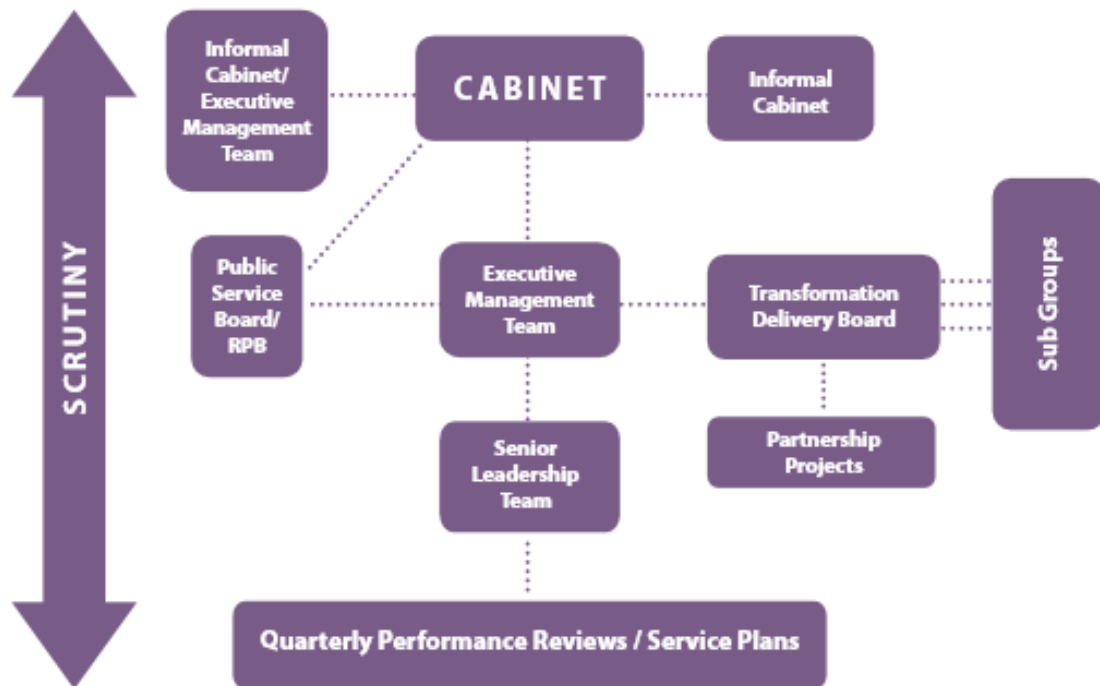 Informal
Cabinet/
Executive
Management
Team
CABINET
Informal
Cabinet
SCRUTINY
Public
Service
Board/
RPB
Executive
Management
Team
Transformation
Delivery Board
Sub Groups
Senior
Leadership
Team
Partnership
Projects
Quarterly Performance Reviews / Service Plans